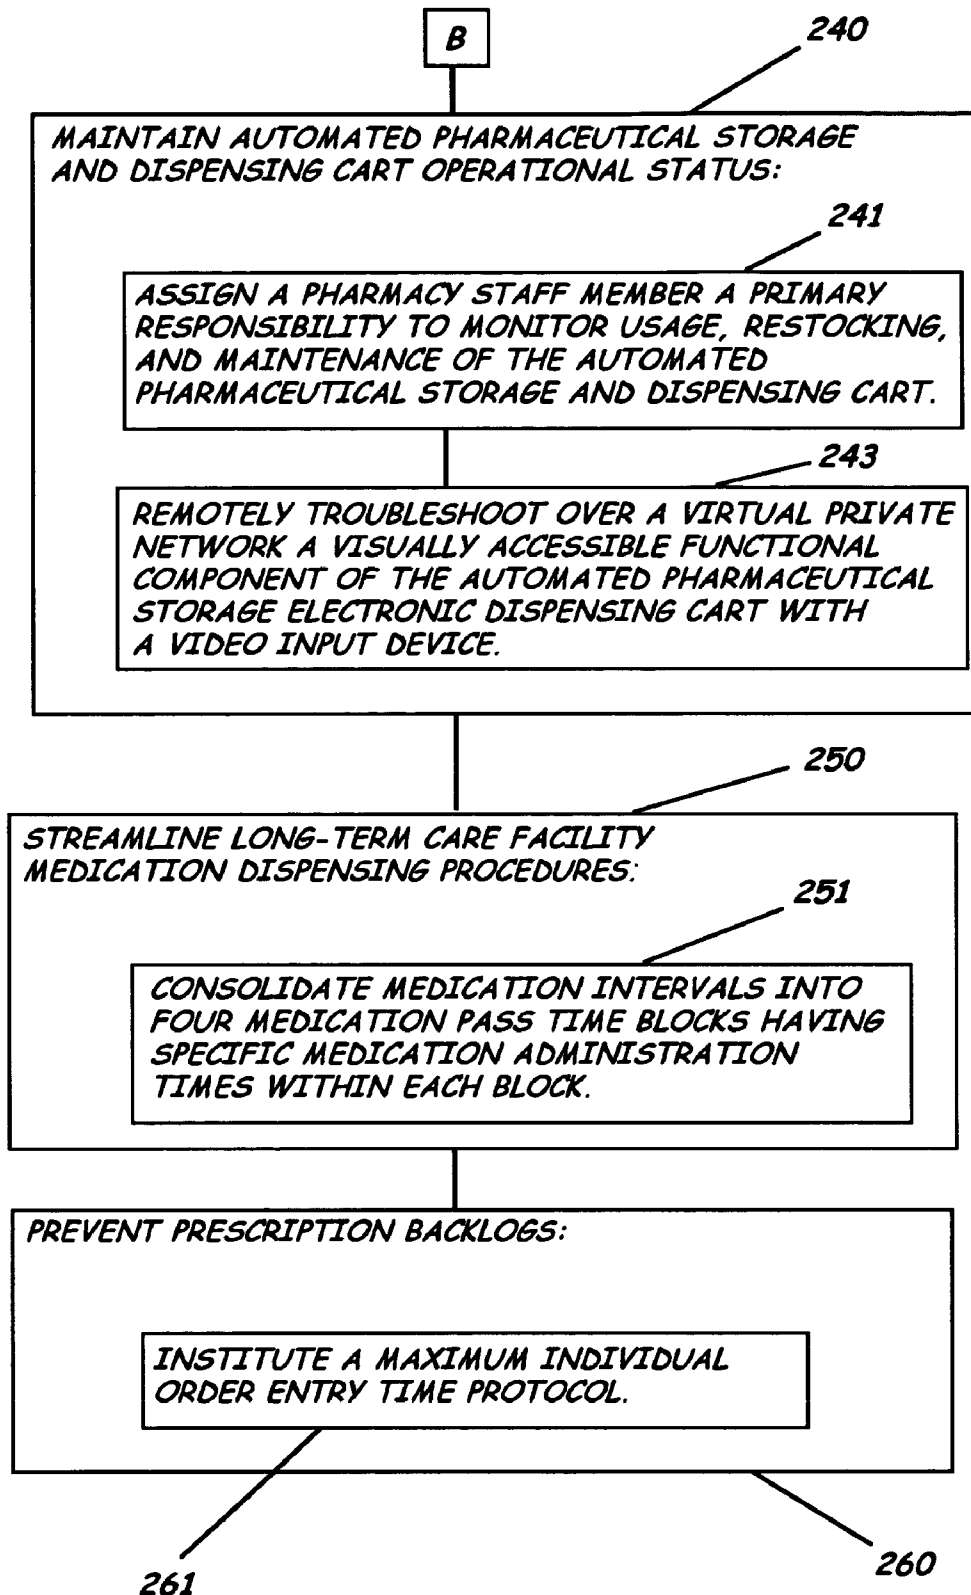 B
240
MAINTAIN AUTOMATED PHARMACEUTICAL STORAGE
AND DISPENSING CART OPERATIONAL STATUS:
241
ASSIGN A PHARMACY STAFF MEMBER A PRIMARY
RESPONSIBILITY TO MONITOR USAGE, RESTOCKING,
AND MAINTENANCE OF THE AUTOMATED
PHARMACEUTICAL STORAGE AND DISPENSING CART.
243
REMOTELY TROUBLESHOOT OVER A VIRTUAL PRIVATE
NETWORK A VISUALLY ACCESSIBLE FUNCTIONAL
COMPONENT OF THE AUTOMATED PHARMACEUTICAL
STORAGE ELECTRONIC DISPENSING CART WITH
A VIDEO INPUT DEVICE.
250
STREAMLINE LONG-TERM CARE FACILITY
MEDICATION DISPENSING PROCEDURES:
251
CONSOLIDATE MEDICATION INTERVALS INTO
FOUR MEDICATION PASS TIME BLOCKS HAVING
SPECIFIC MEDICATION ADMINISTRATION
TIMES WITHIN EACH BLOCK.
PREVENT PRESCRIPTION BACKLOGS:
INSTITUTE A MAXIMUM INDIVIDUAL
ORDER ENTRY TIME PROTOCOL.
261
260